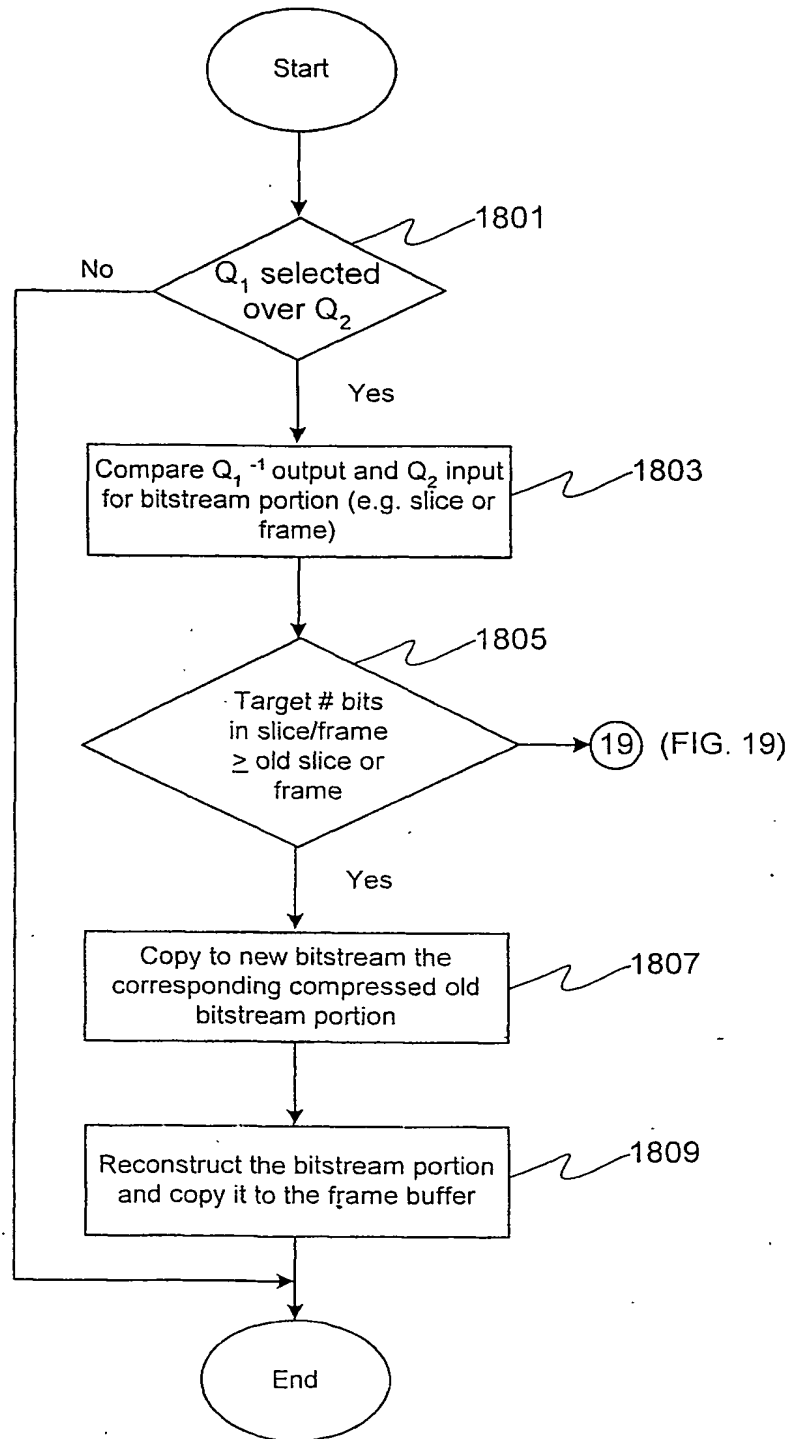 Start
1801
No
Q₁ selected
over Q₂
Yes
Compare Q₁⁻¹ output and Q₂ input
for bitstream portion (e.g. slice or
frame)
1803
1805
Target # bits
in slice/frame
≥ old slice or
frame
19 (FIG. 19)
Yes
Copy to new bitstream the
corresponding compressed old
bitstream portion
1807
Reconstruct the bitstream portion
and copy it to the frame buffer
1809
End